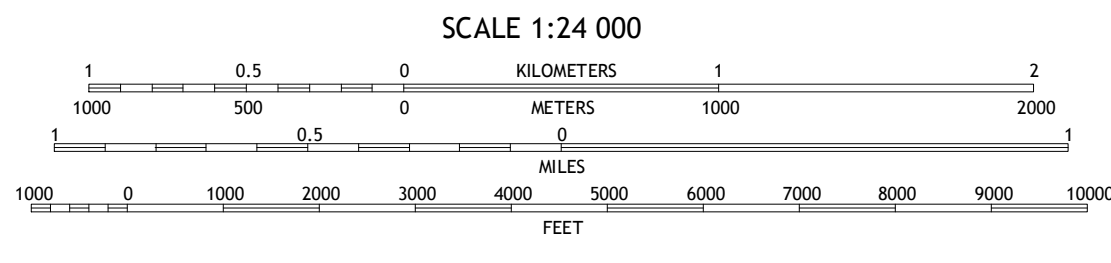 SCALE 1:24 000
1 0.5 0 KILOMETERS 1 2
1000 500 0 METERS 1000 2000
1 0.5 0 1
MILES
1000 0 1000 2000 3000 4000 5000 6000 7000 8000 9000 10000
FEET